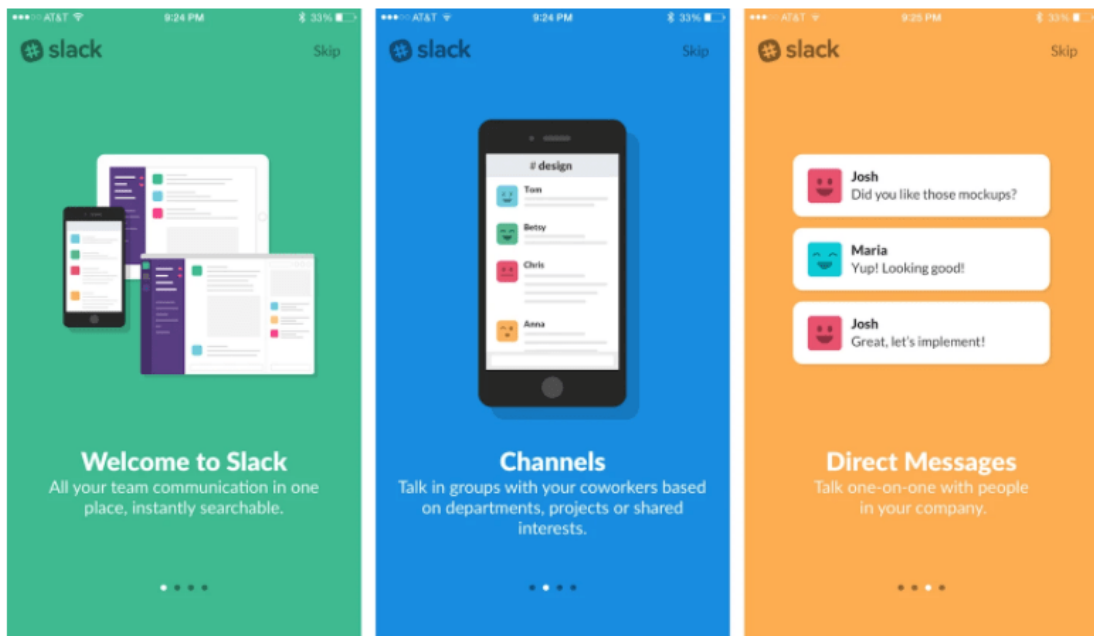 AT&T 9:24 PM 33%
slack Skip
Welcome to Slack
All your team communication in one
place, instantly searchable.
AT&T 9:24 PM 33%
slack Skip
# design
Tom
Betsy
Chris
Anna
Channels
Talk in groups with your coworkers based
on departments, projects or shared
interests.
AT&T 9:25 PM 33%
slack Skip
Josh
Did you like those mockups?
Maria
Yup! Looking good!
Josh
Great, let's implement!
Direct Messages
Talk one-on-one with people
in your company.